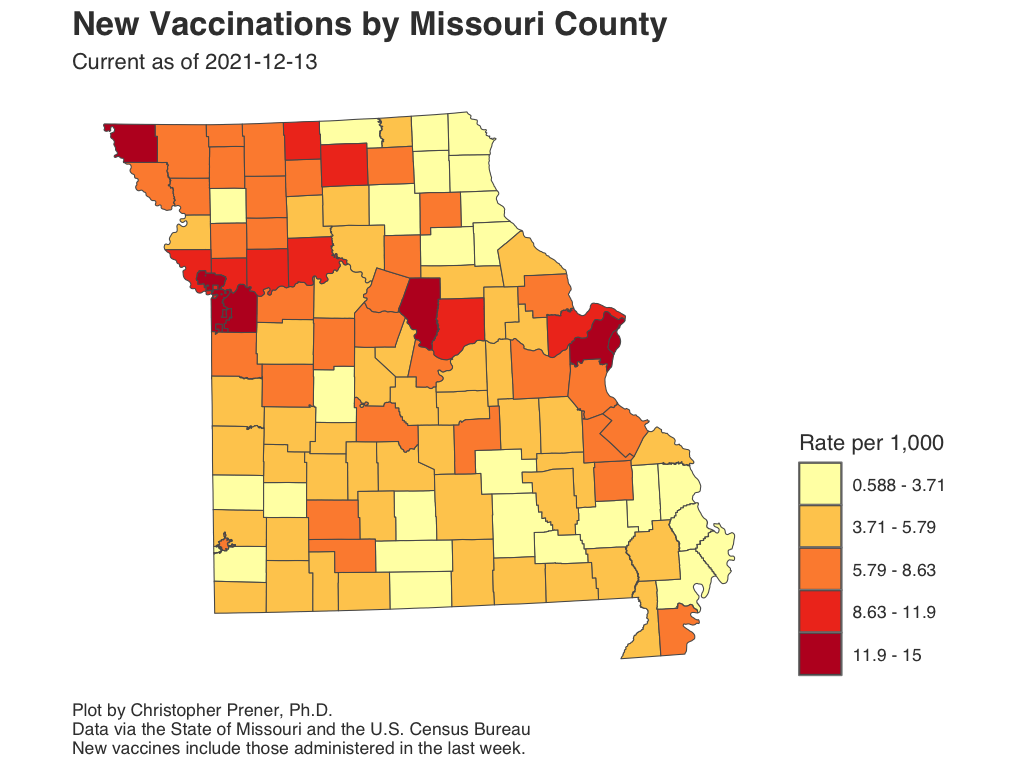 New Vaccinations by Missouri County
Current as of 2021-12-13
Rate per 1,000
0.588 - 3.71
3.71 - 5.79
5.79 - 8.63
8.63 - 11.9
11.9 - 15
Plot by Christopher Prener, Ph.D.
Data via the State of Missouri and the U.S. Census Bureau
New vaccines include those administered in the last week.